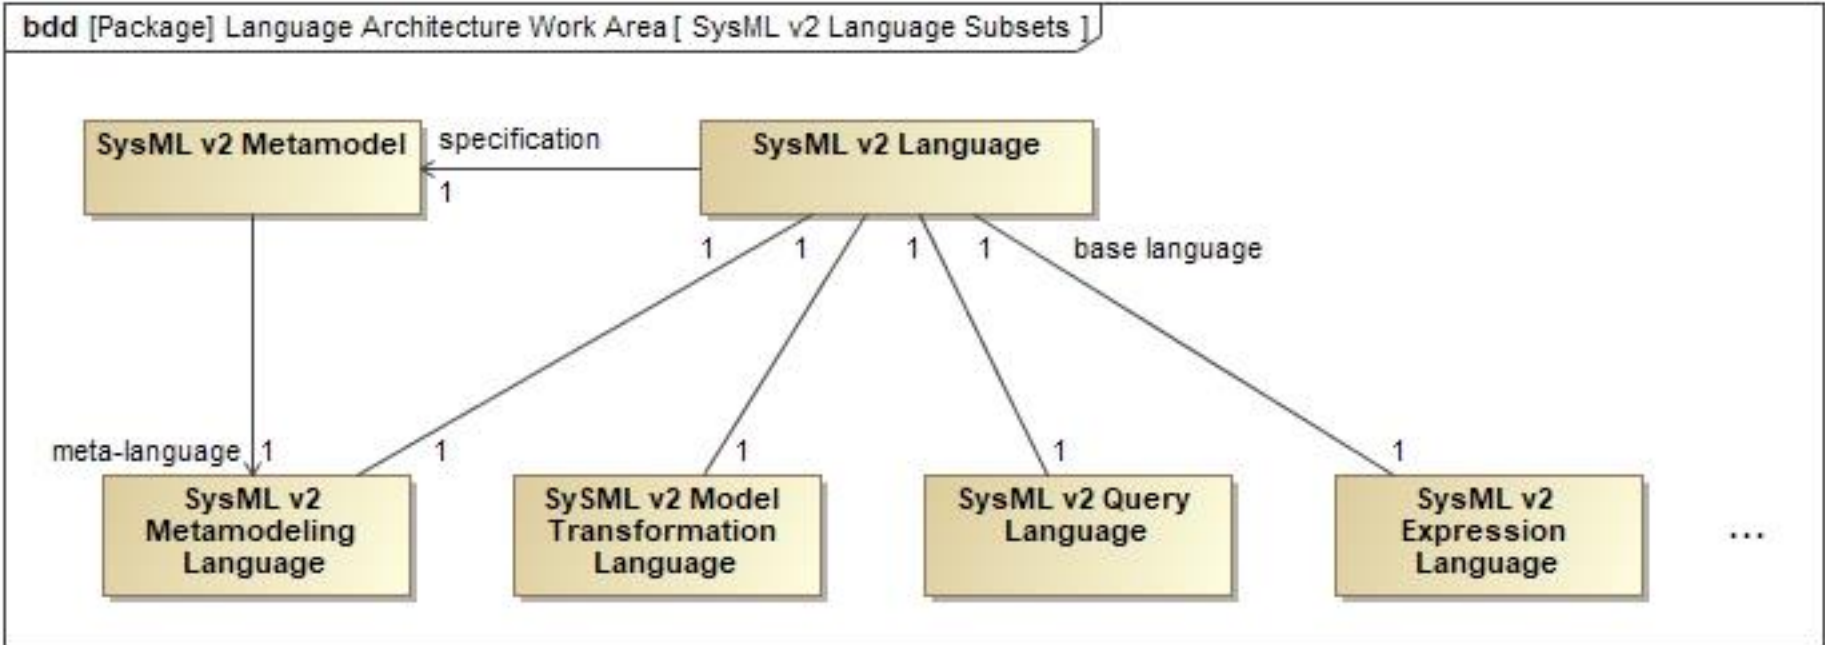 bdd [Package] Language Architecture Work Area [ SysML v2 Language Subsets ]
SysML v2 Metamodel
specification
1
SysML v2 Language
1
1
1
1
base language
meta-language
1
1
1
1
1
SysML v2
Metamodeling
Language
SySML v2 Model
Transformation
Language
SysML v2 Query
Language
SysML v2
Expression
Language
...